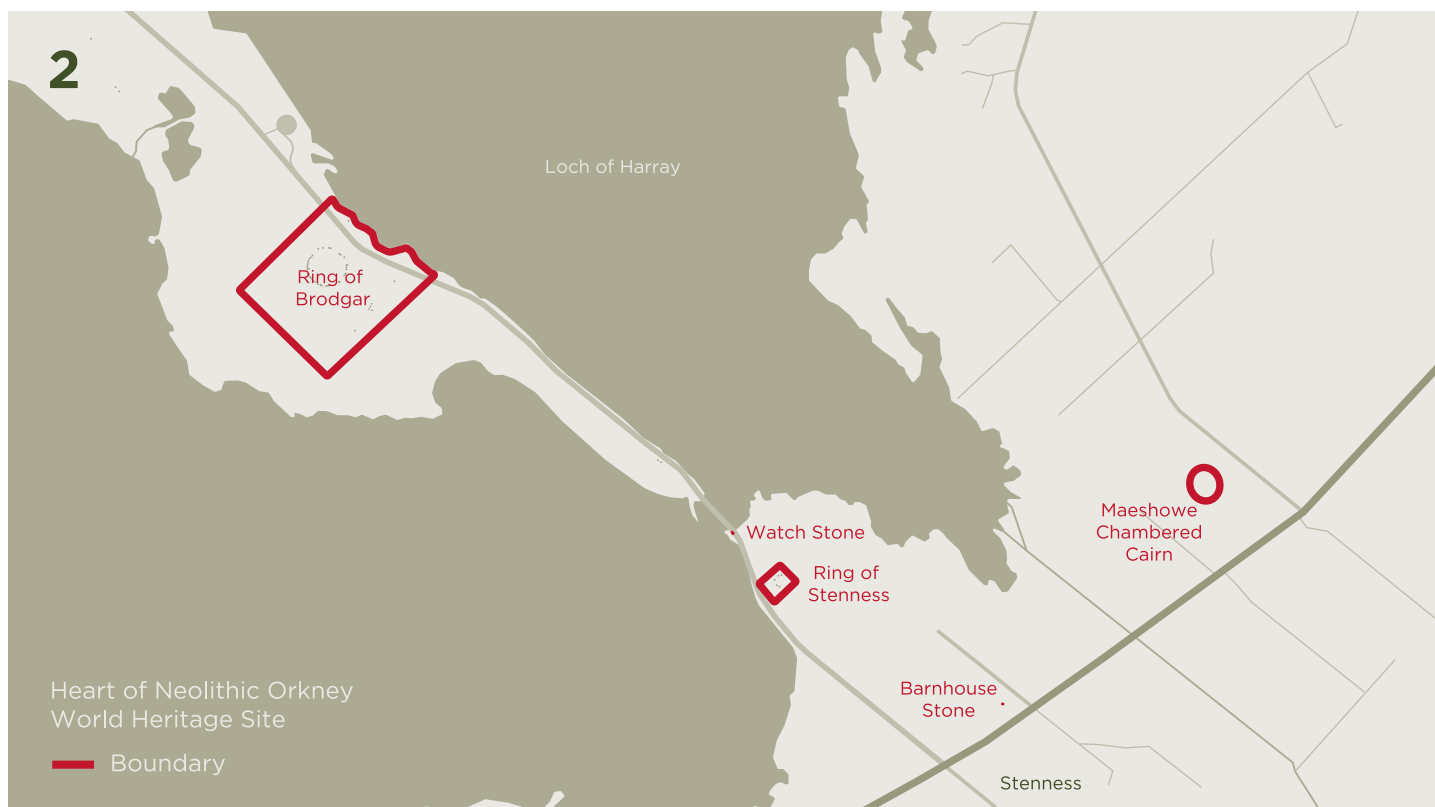 2
Loch of Harray
Ring of
Brodgar
Watch Stone
Ring of
Stenness
Maeshowe
Chambered
Cairn
Barnhouse
Stone
Stenness
Heart of Neolithic Orkney
World Heritage Site
Boundary